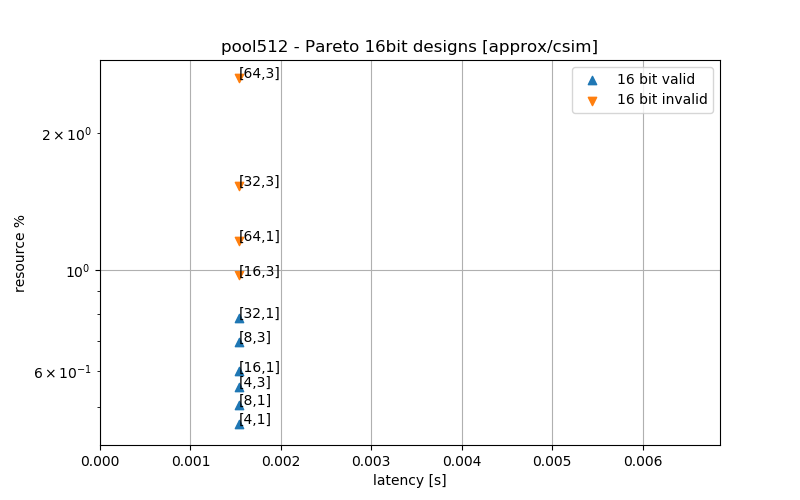 pool512 - Pareto 16bit designs [approx/csim]
16 bit valid
16 bit invalid
resource %
2 × 10⁰
10⁰
6 × 10⁻¹
[64,3]
[32,3]
[64,1]
[16,3]
[32,1]
[8,3]
[16,1]
[4,3]
[8,1]
[4,1]
0.000 0.001 0.002 0.003 0.004 0.005 0.006
latency [s]